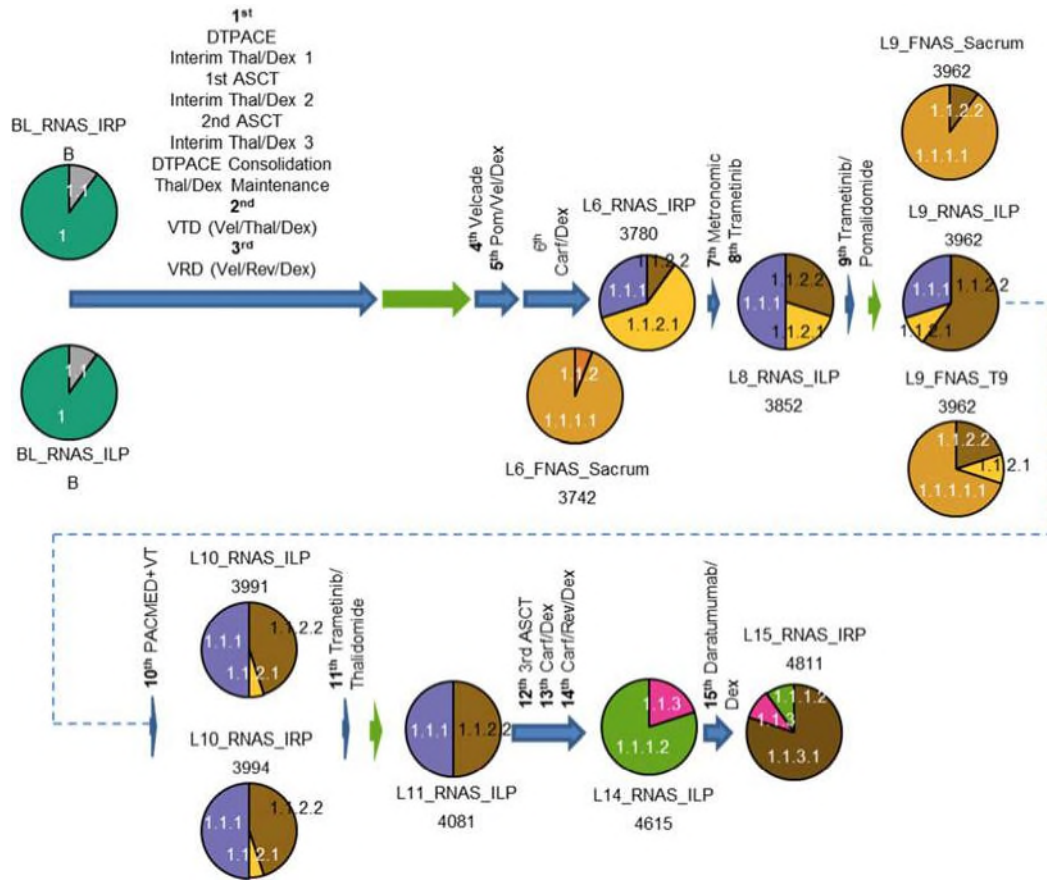 1st
DTPACE
Interim Thal/Dex 1
1st ASCT
Interim Thal/Dex 2
2nd ASCT
Interim Thal/Dex 3
DTPACE Consolidation
Thal/Dex Maintenance
2nd
VTD (Vel/Thal/Dex)
3rd
VRD (Vel/Rev/Dex)
BL_RNAS_IRP
B
1.1
1
1.1
1
BL_RNAS_ILP
B
4th Velcade
5th Pom/Vel/Dex
6th
Carf/Dex
L6_RNAS_IRP
3780
1.1.2.2
1.1.1
1.1.2.1
1.1.2
1.1.1.1
L6_FNAS_Sacrum
3742
7th Metronomic
8th Trametinib
1.1.2.2
1.1.1
1.1.2.1
L8_RNAS_ILP
3852
9th Trametinib/
Pomalidomide
L9_FNAS_Sacrum
3962
1.1.2.2
1.1.1.1
L9_RNAS_ILP
3962
1.1.1
1.1.2.2
1.1.2.1
L9_FNAS_T9
3962
1.1.2.2
1.1.2.1
1.1.1.1.1
10th PACMED+VT
L10_RNAS_ILP
3991
1.1.2.2
1.1.1
1.1.2.1
L10_RNAS_IRP
3994
1.1.2.2
1.1.1
1.1.2.1
11th Trametinib/
Thalidomide
1.1.1
1.1.2.2
L11_RNAS_ILP
4081
12th 3rd ASCT
13th Carf/Dex
14th Carf/Rev/Dex
1.1.3
1.1.1.2
L14_RNAS_ILP
4615
15th Daratumumab/
Dex
L15_RNAS_IRP
4811
1.1.1.2
1.1.3
1.1.3.1